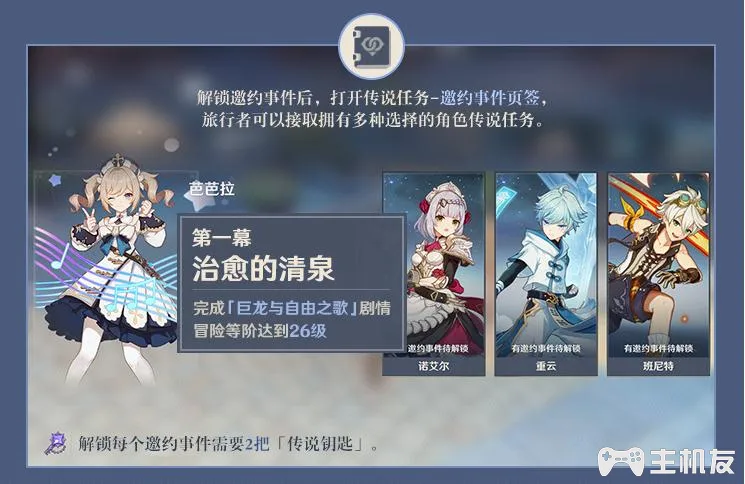 解锁邀约事件后，打开传说任务-邀约事件页签，
旅行者可以接取拥有多种选择的角色传说任务。
芭芭拉
第一幕
治愈的清泉
完成「巨龙与自由之歌」剧情
冒险等阶达到26级
邀约事件待解锁
诺艾尔
有邀约事件待解锁
重云
有邀约事件待解锁
班尼特
解锁每个邀约事件需要2把「传说钥匙」。
主机友